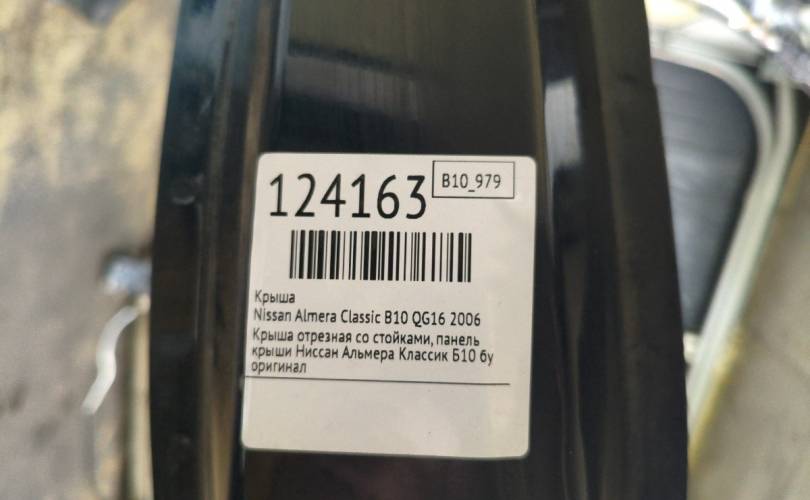 124163
B10_979
Крыша
Nissan Almera Classic B10 QG16 2006
Крыша отрезная со стойками, панель
крыши Ниссан Альмера Классик Б10 бу
оригинал